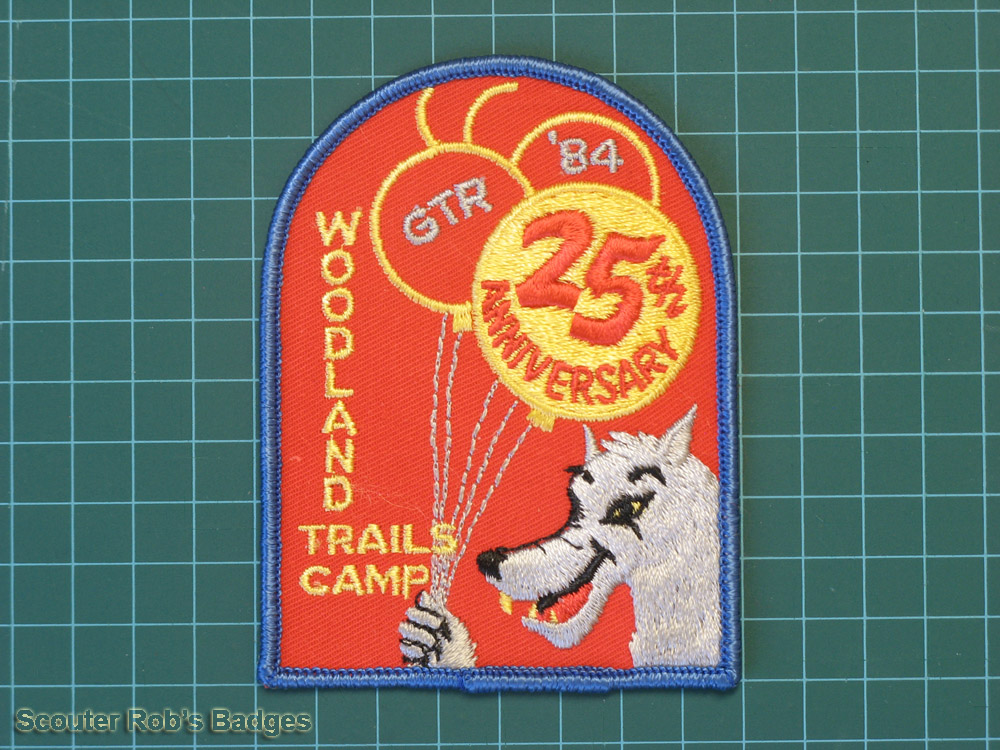 GTR
'84
25TH
ANNIVERSARY
WOODLAND
TRAILS
CAMP
Scouter Rob's Badges